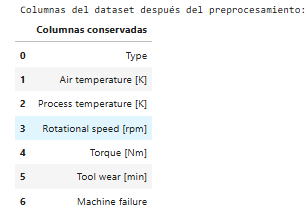 Columnas del dataset después del preprocesamiento:
Columnas conservadas
0 Type
1 Air temperature [K]
2 Process temperature [K]
3 Rotational speed [rpm]
4 Torque [Nm]
5 Tool wear [min]
6 Machine failure